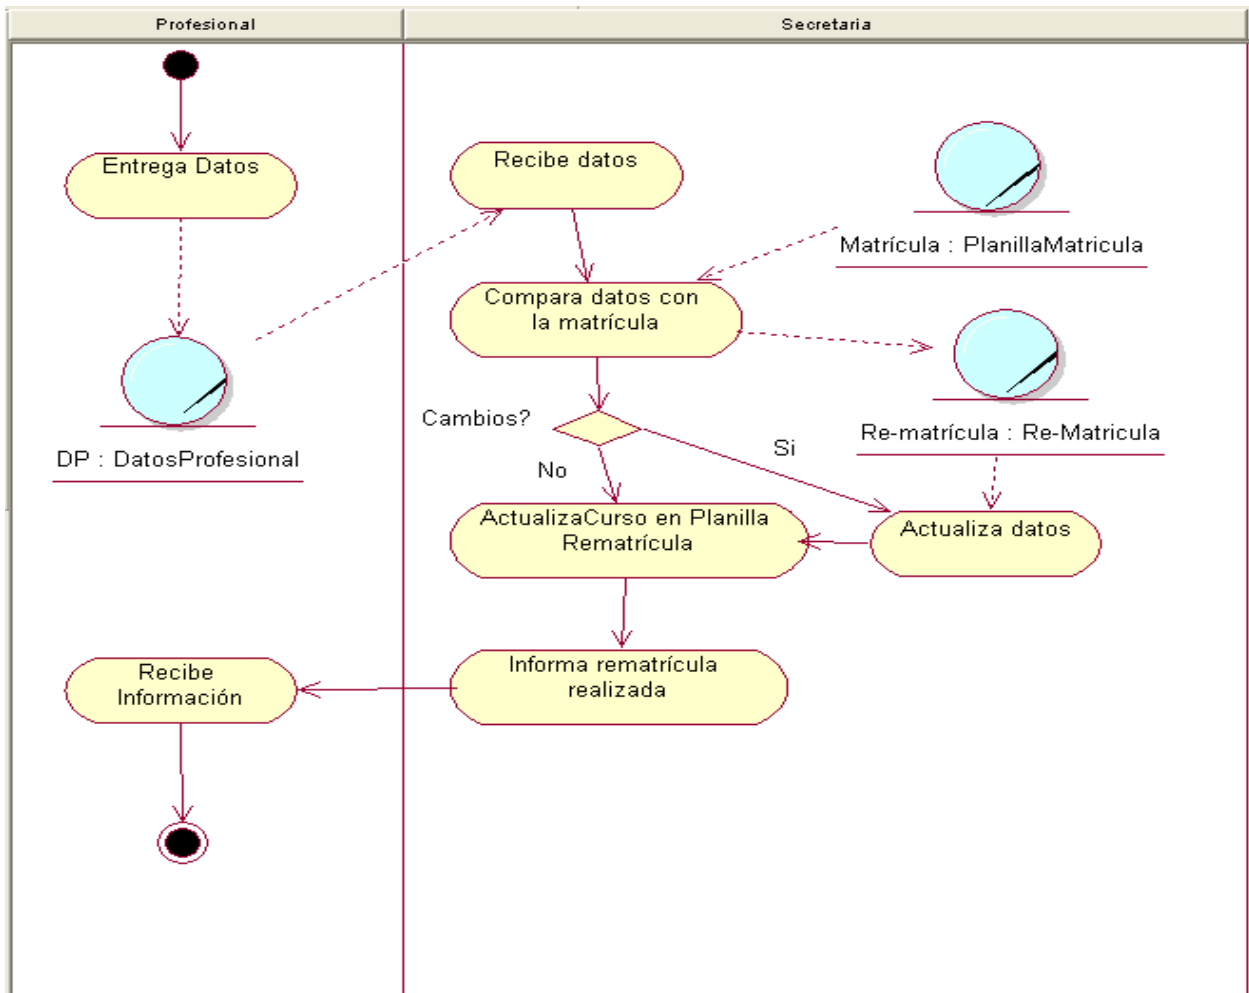 Profesional
Secretaria
Entrega Datos
Recibe datos
Matrícula : PlanillaMatricula
Compara datos con
la matrícula
Cambios?
Re-matrícula : Re-Matricula
DP : DatosProfesional
Si
No
ActualizaCurso en Planilla
Rematrícula
Actualiza datos
Informa rematrícula
realizada
Recibe
Información